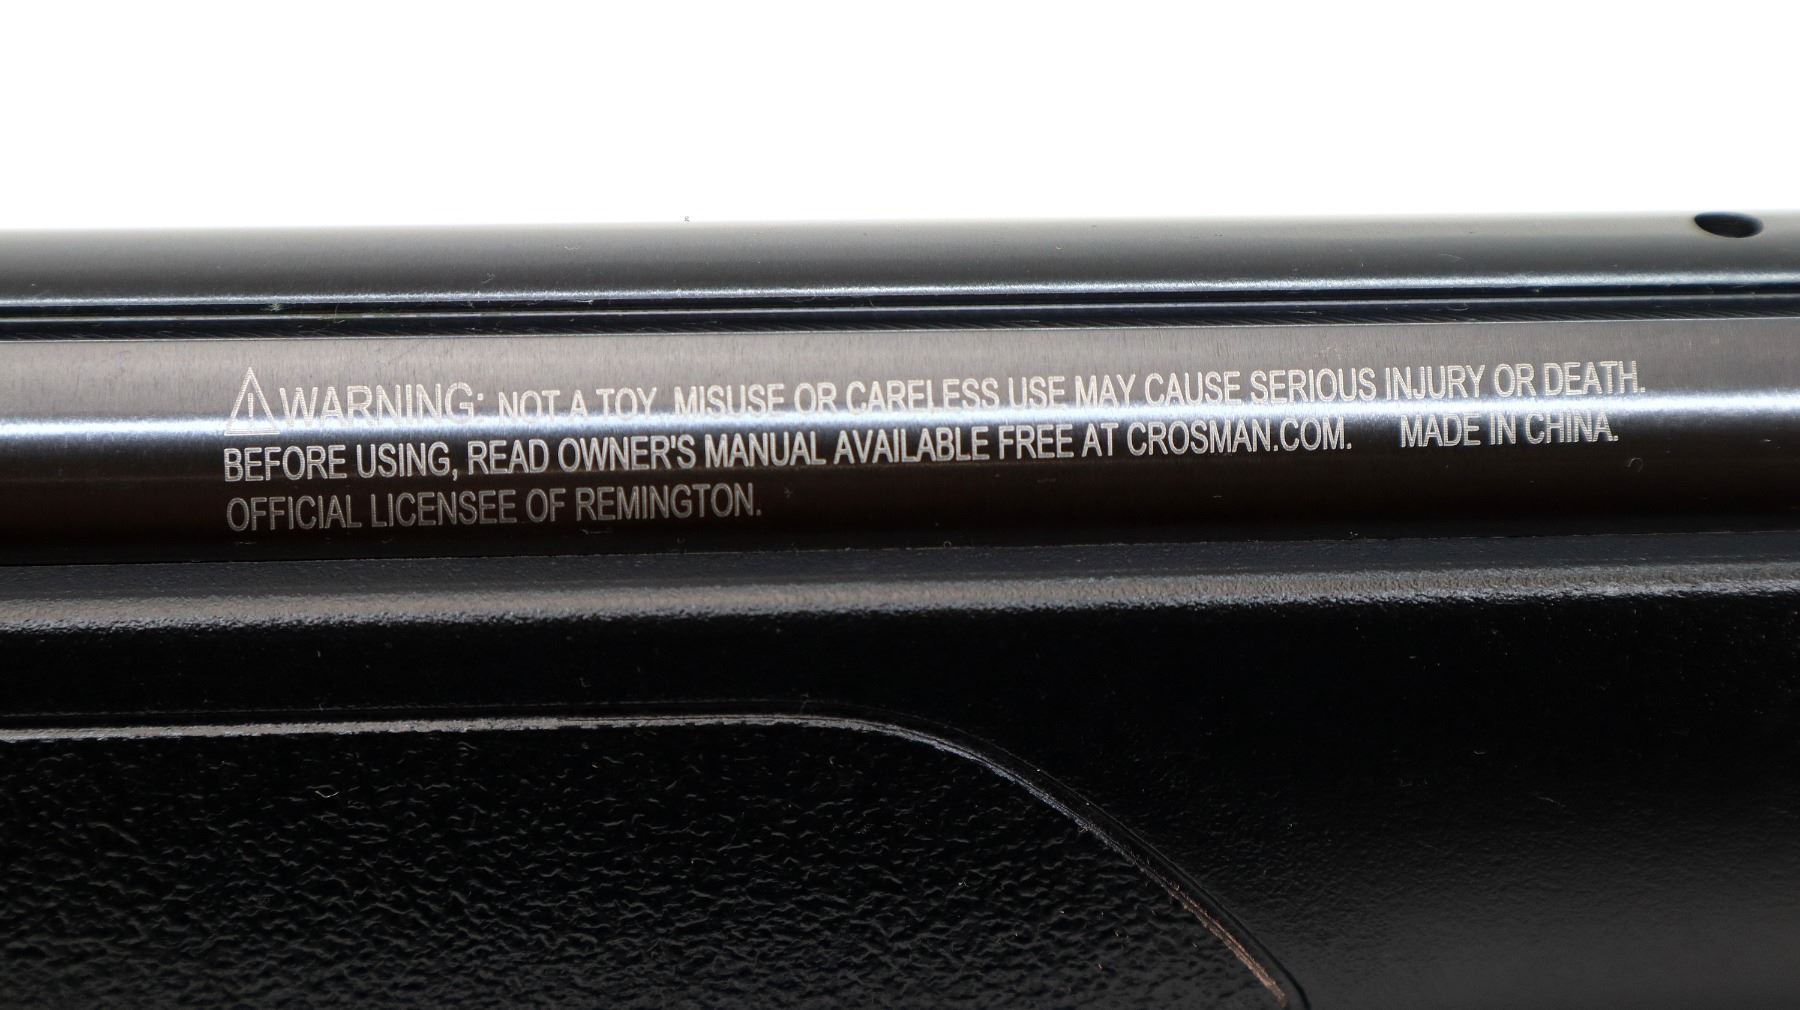 ⚠WARNING: NOT A TOY. MISUSE OR CARELESS USE MAY CAUSE SERIOUS INJURY OR DEATH.
BEFORE USING, READ OWNER'S MANUAL AVAILABLE FREE AT CROSMAN.COM. MADE IN CHINA.
OFFICIAL LICENSEE OF REMINGTON.